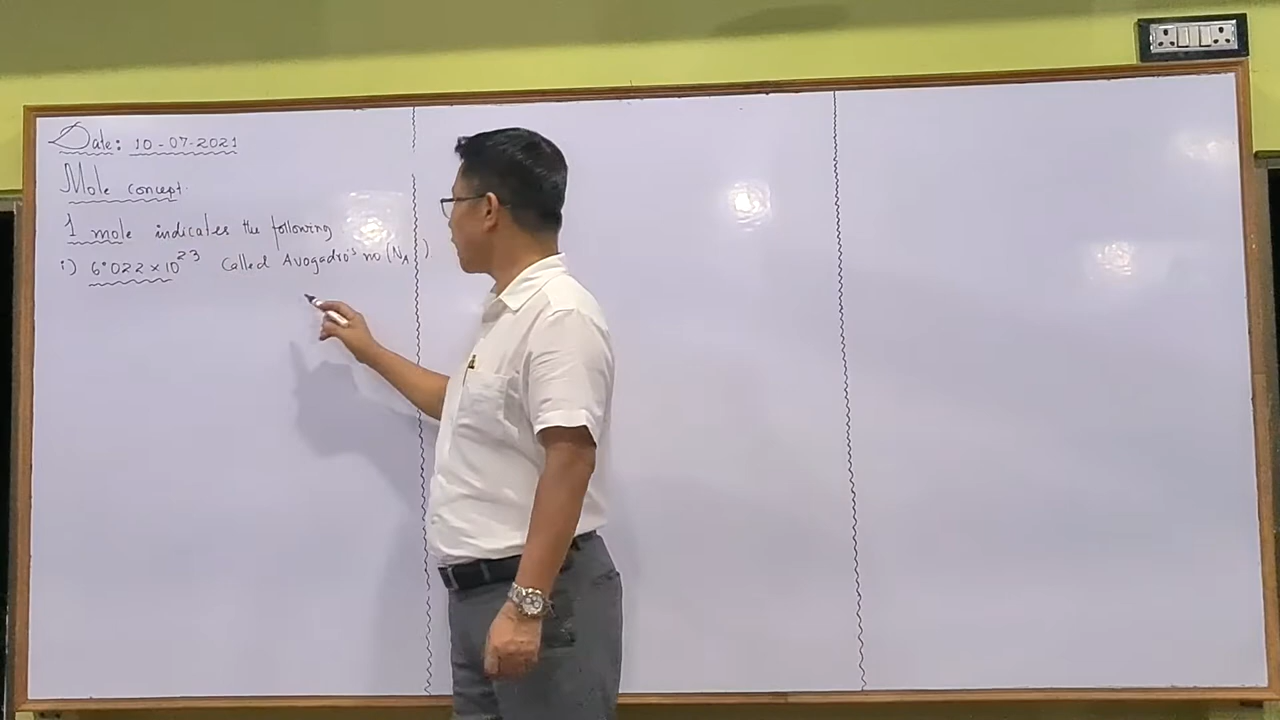 Date: 10-07-2021
Mole concept.
1 mole indicates the following
i) 6.022 x 10²³ called Avogadro's no (Nₐ).